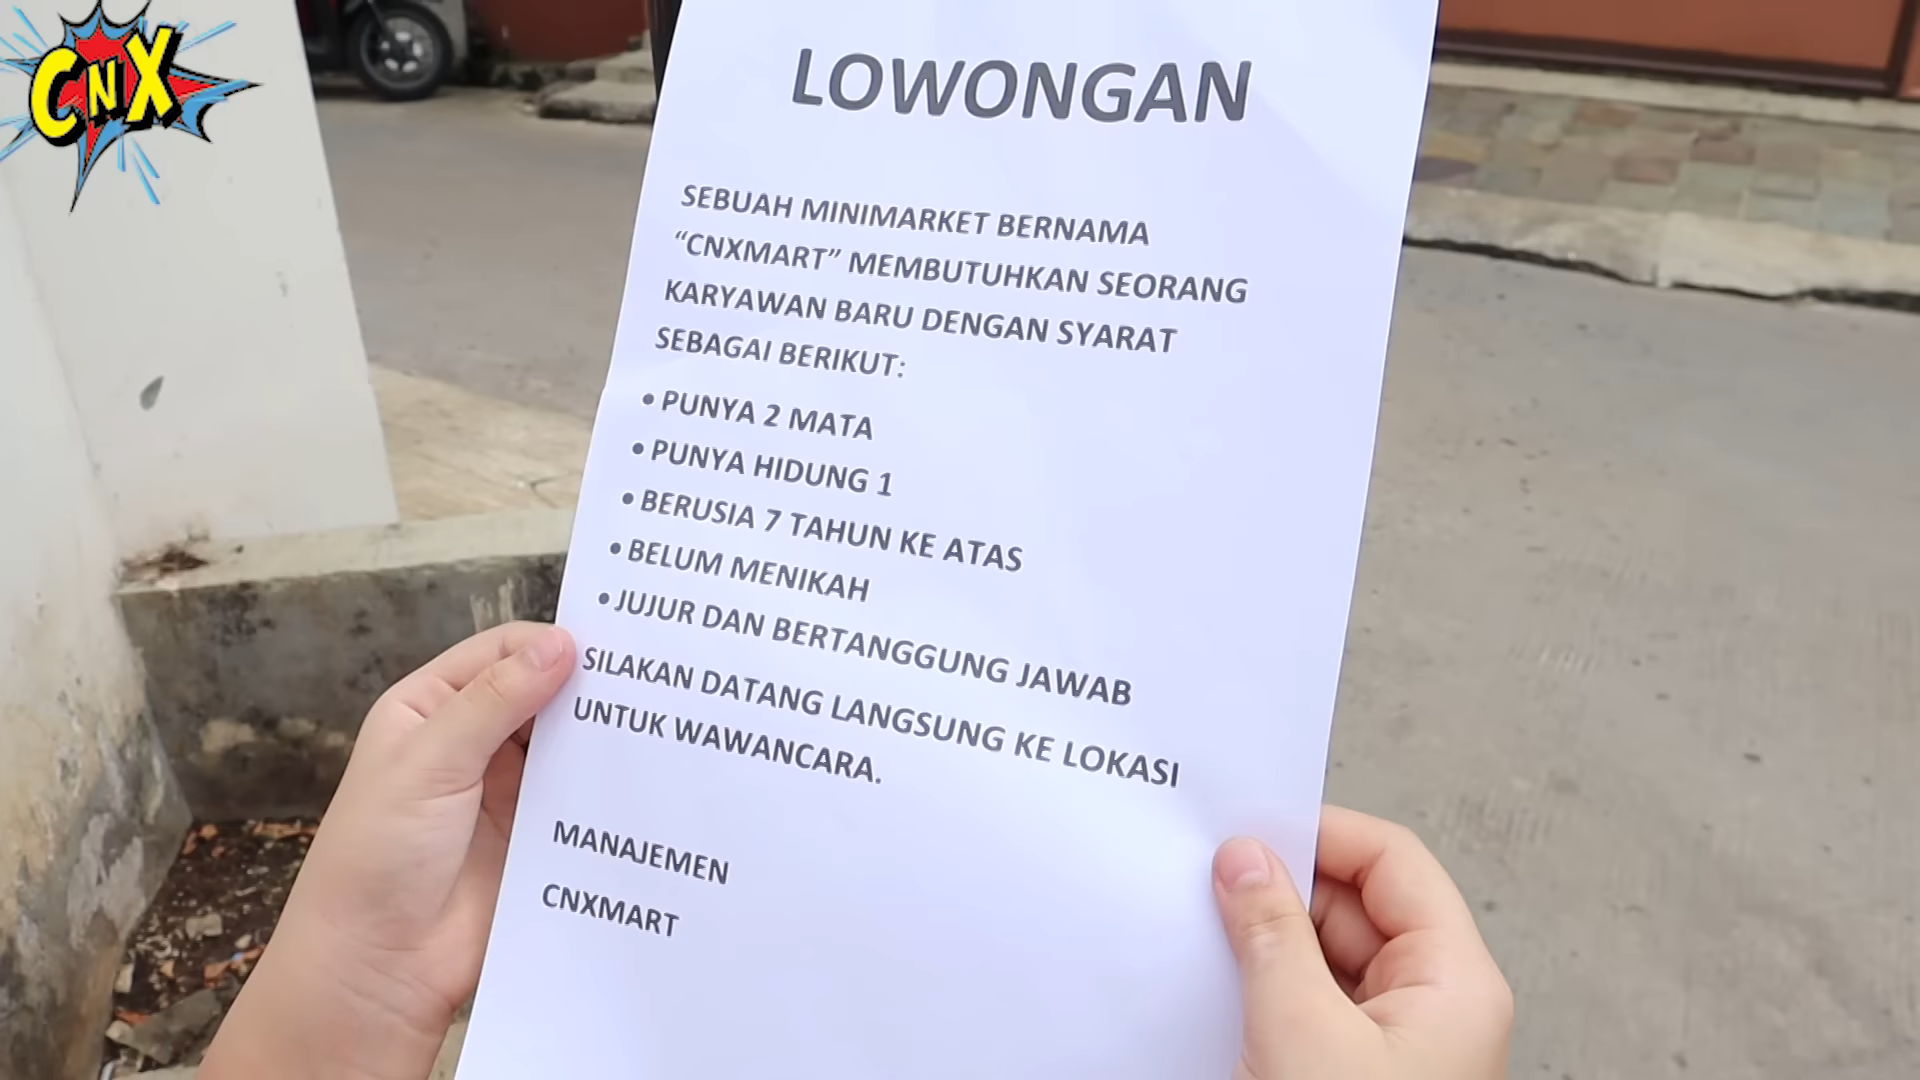 CNX
LOWONGAN
SEBUAH MINIMARKET BERNAMA
“CNXMART” MEMBUTUHKAN SEORANG
KARYAWAN BARU DENGAN SYARAT
SEBAGAI BERIKUT:
• PUNYA 2 MATA
• PUNYA HIDUNG 1
• BERUSIA 7 TAHUN KE ATAS
• BELUM MENIKAH
• JUJUR DAN BERTANGGUNG JAWAB
SILAKAN DATANG LANGSUNG KE LOKASI
UNTUK WAWANCARA.
MANAJEMEN
CNXMART